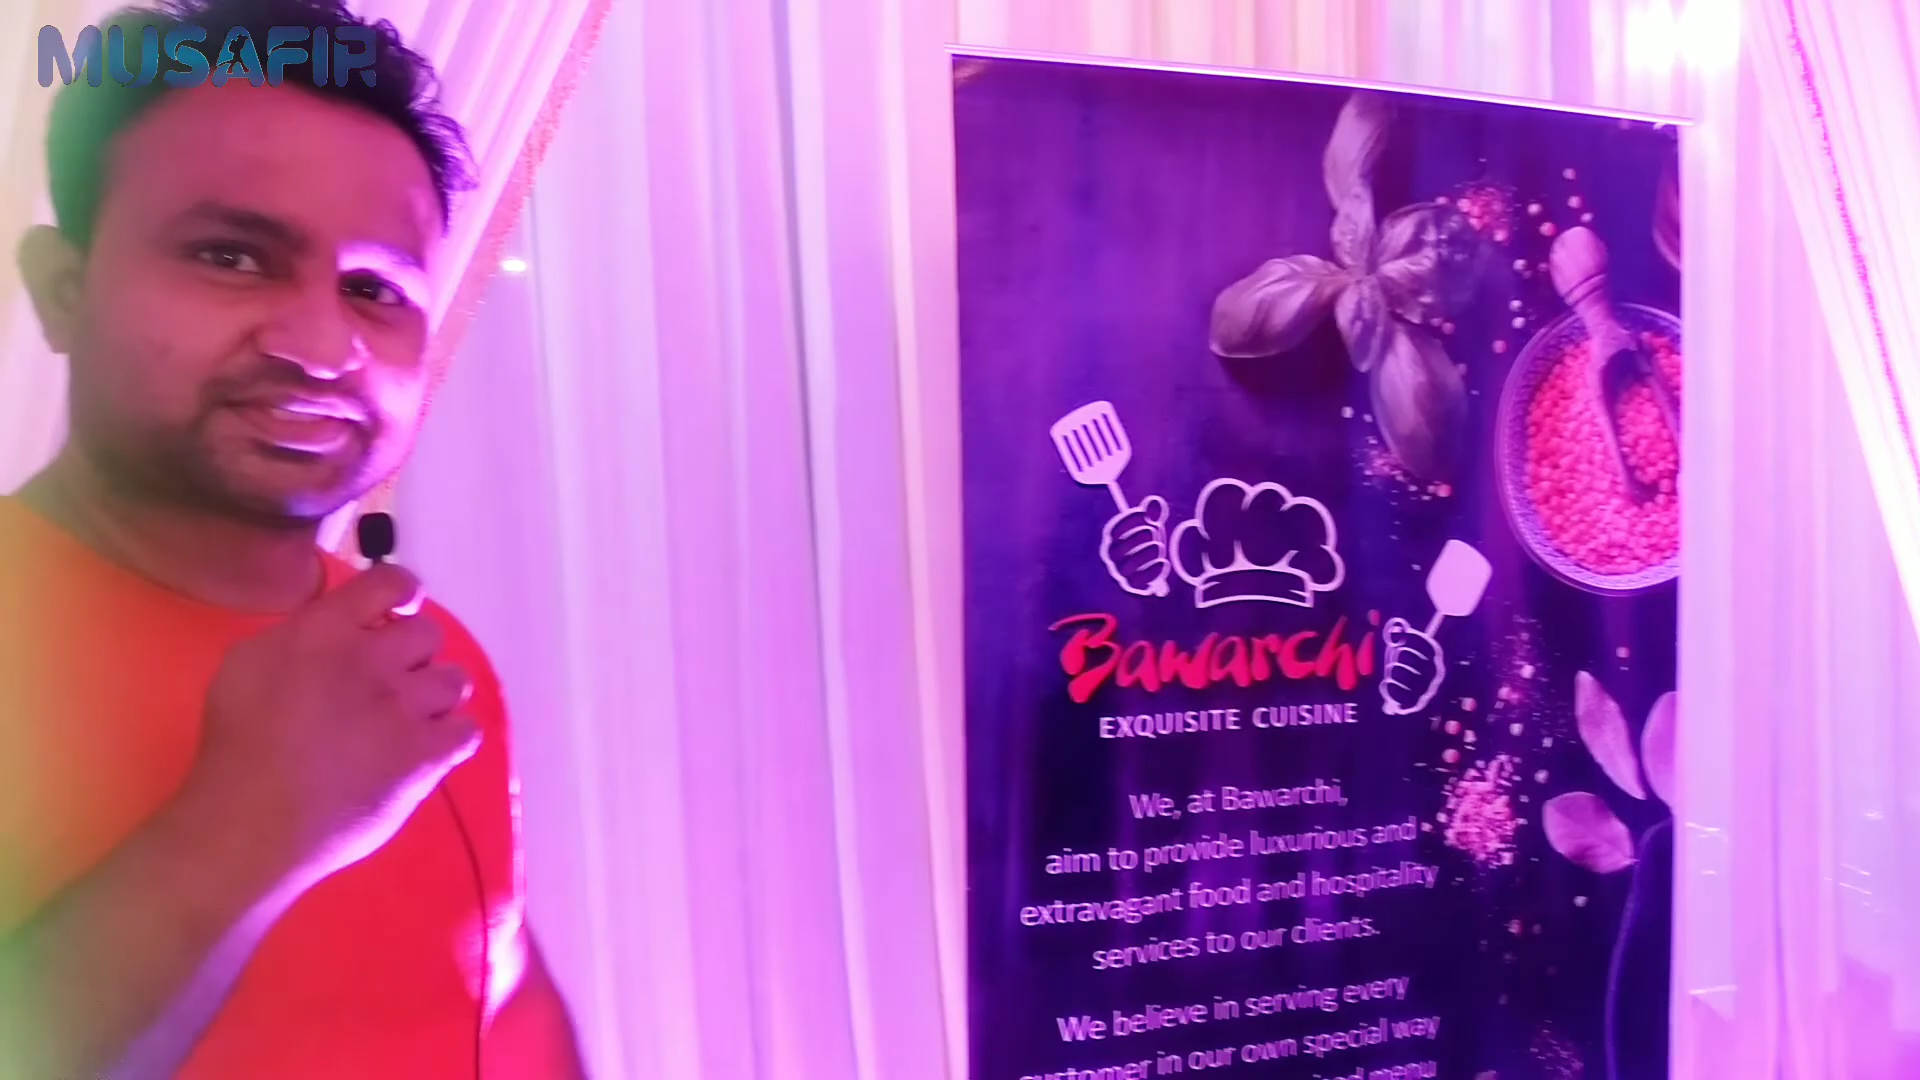 MUSAFIR
Bawarchi
EXQUISITE CUISINE
We, at Bawarchi,
aim to provide luxurious and
extravagant food and hospitality
services to our clients.
We believe in serving every
customer in our own special way
menu